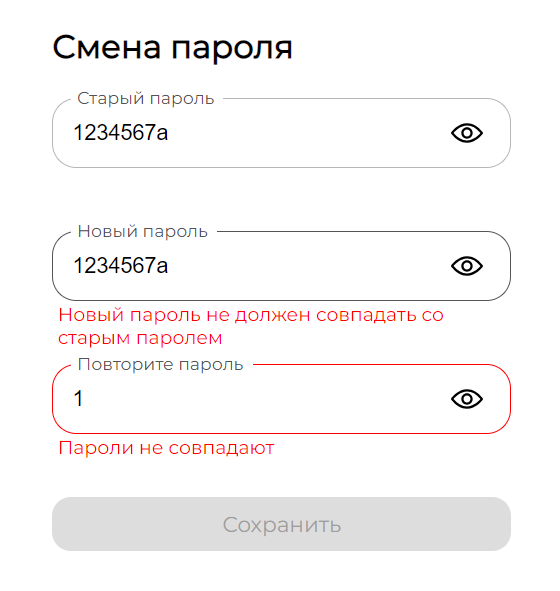 Смена пароля
Старый пароль
1234567a
Новый пароль
1234567a
Новый пароль не должен совпадать со
старым паролем
Повторите пароль
1
Пароли не совпадают
Сохранить